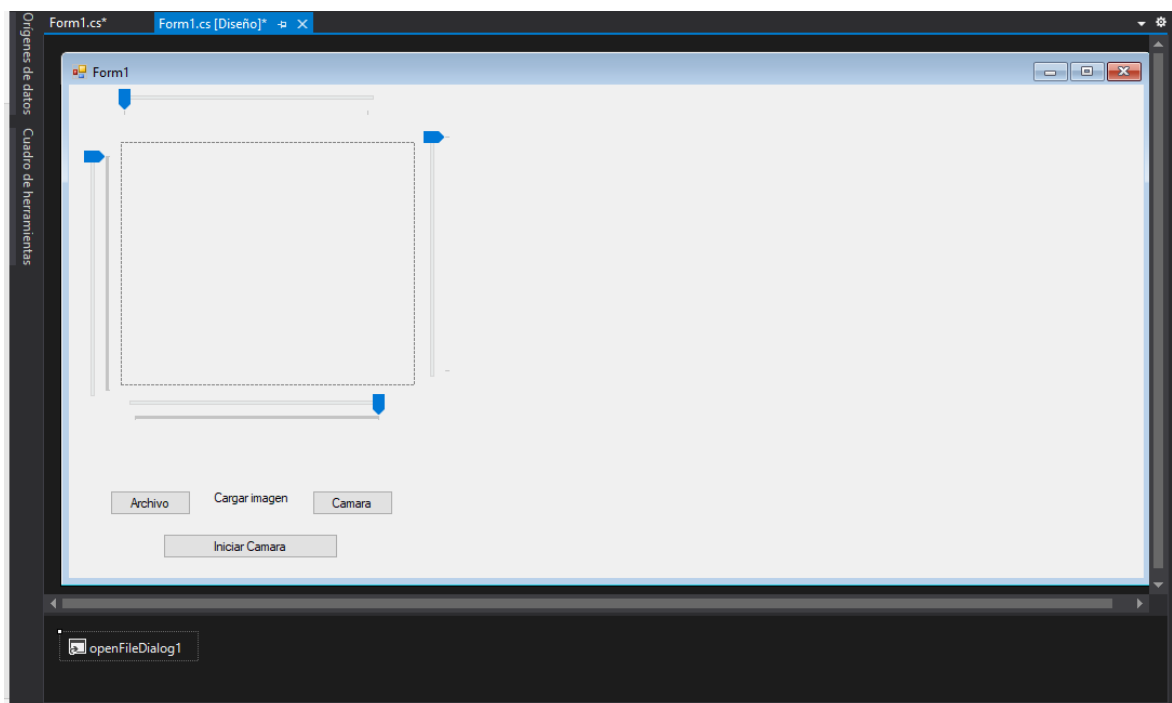 Form1.cs*
Form1.cs [Diseño]*
Orígenes de datos
Cuadro de herramientas
Form1
Archivo
Cargar imagen
Camara
Iniciar Camara
openFileDialog1